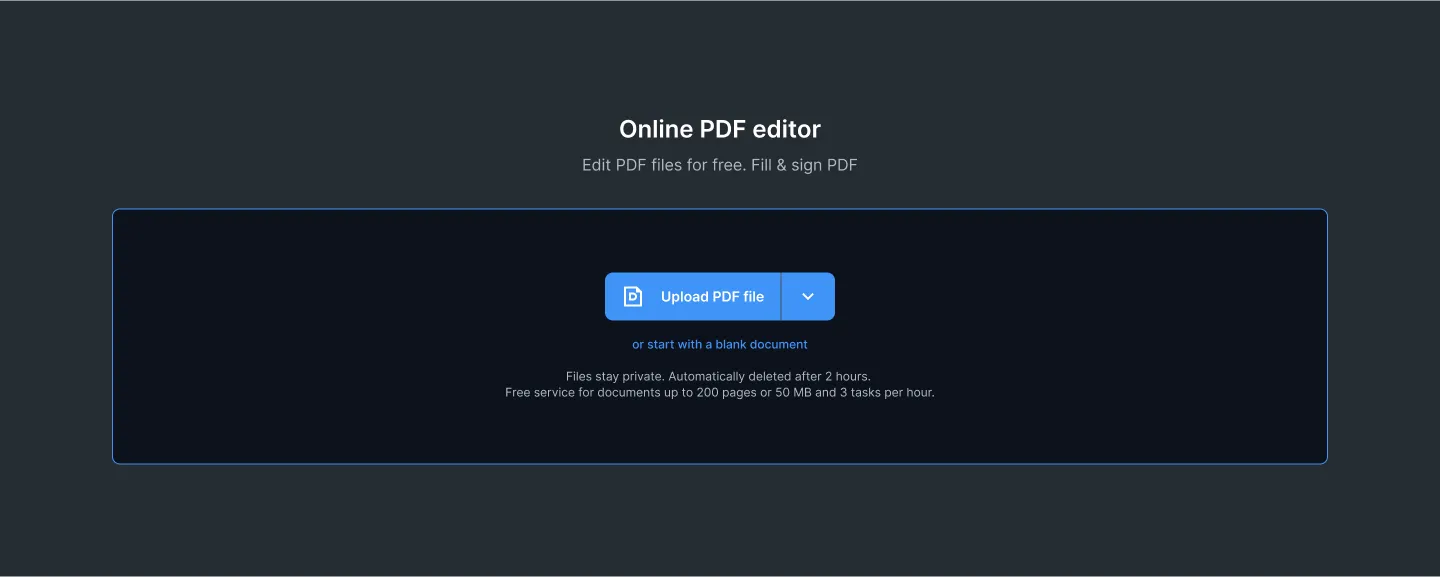 Online PDF editor
Edit PDF files for free. Fill & sign PDF
Upload PDF file
or start with a blank document
Files stay private. Automatically deleted after 2 hours.
Free service for documents up to 200 pages or 50 MB and 3 tasks per hour.